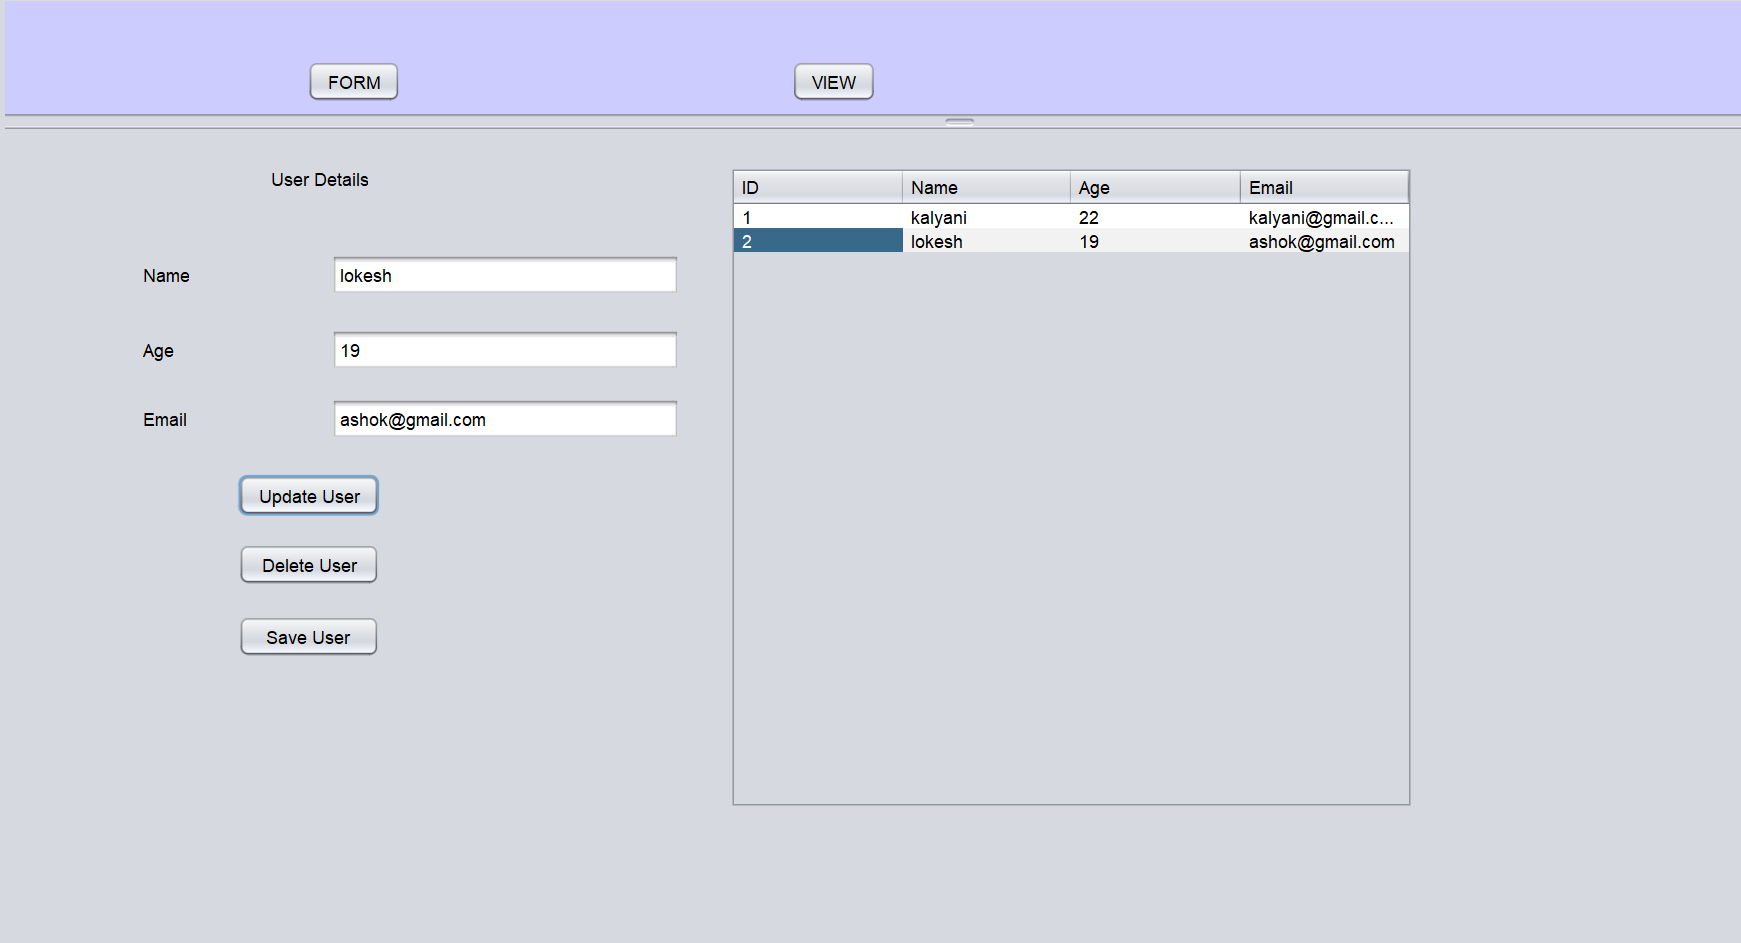 FORM VIEW
User Details
Name lokesh
Age 19
Email ashok@gmail.com
Update User
Delete User
Save User
ID Name Age Email
1 kalyani 22 kalyani@gmail.c...
2 lokesh 19 ashok@gmail.com